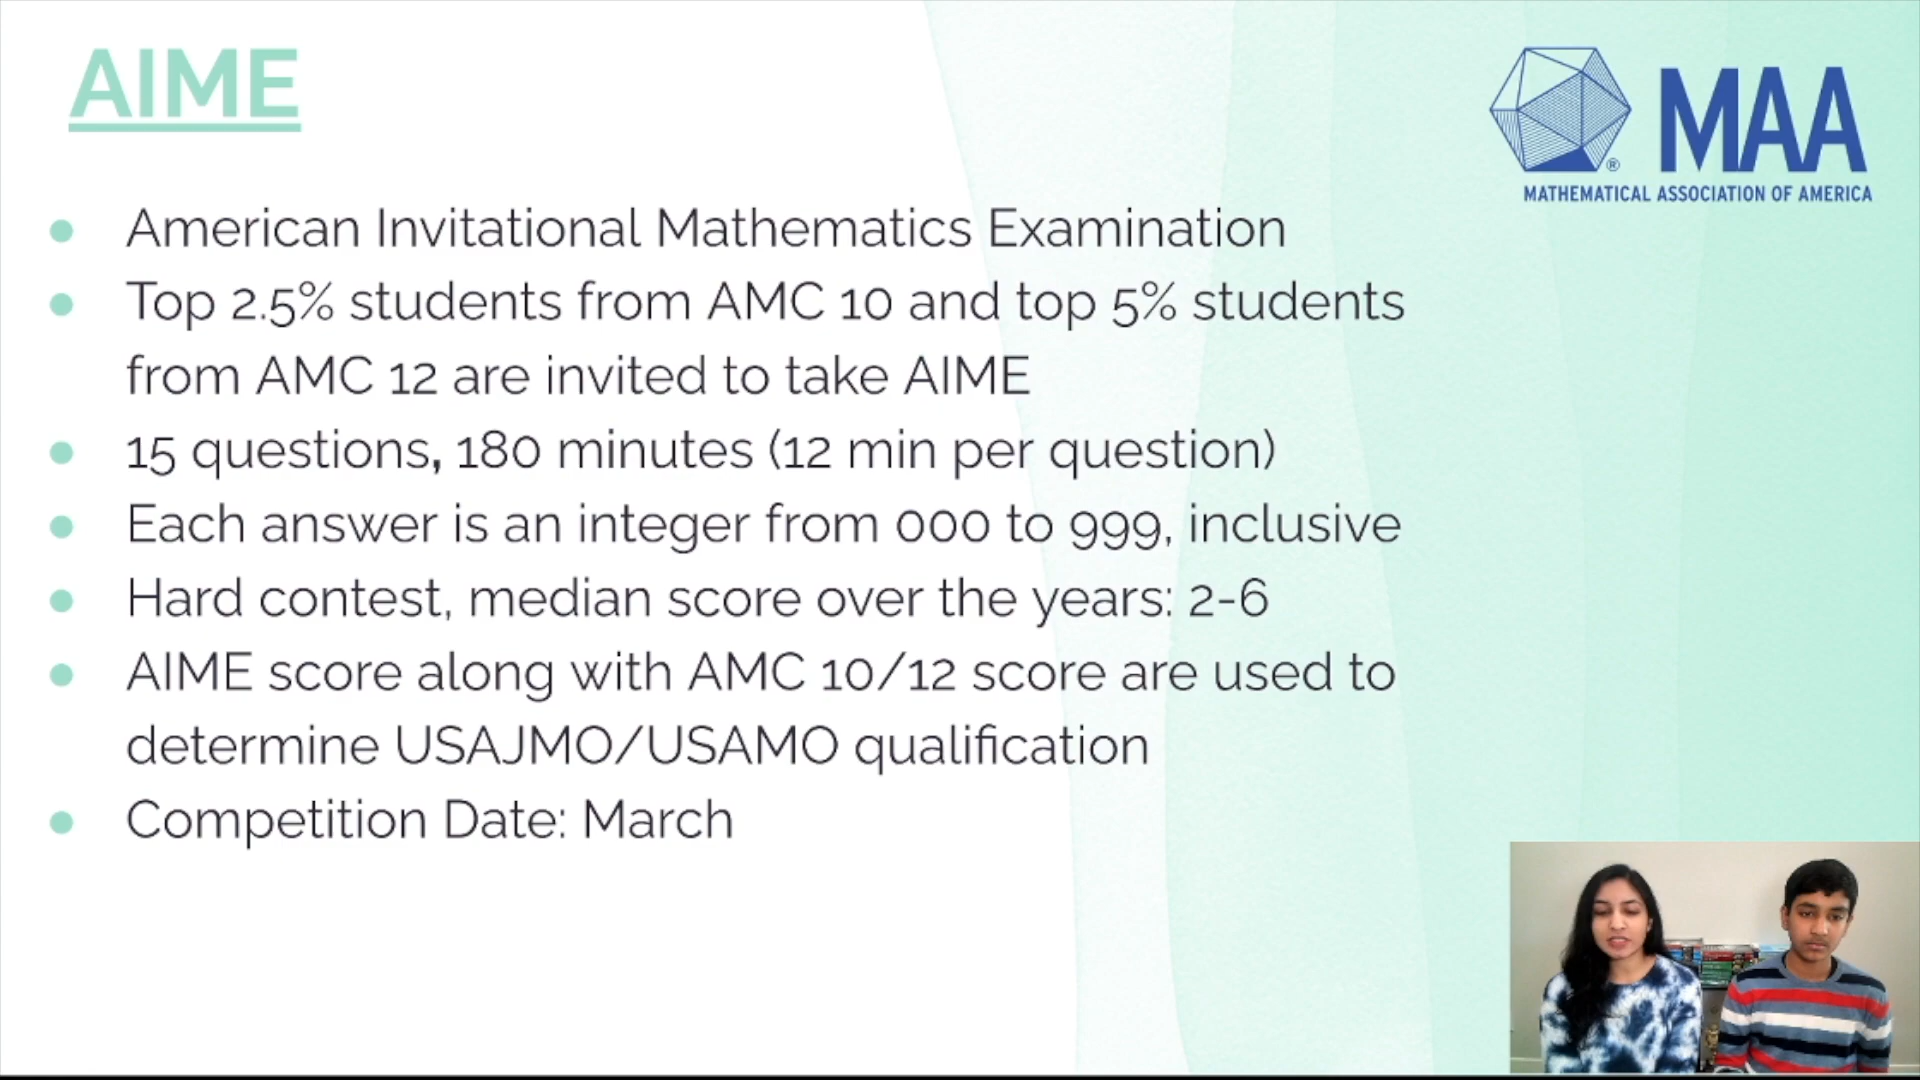 AIME
MAA
MATHEMATICAL ASSOCIATION OF AMERICA
®
• American Invitational Mathematics Examination
• Top 2.5% students from AMC 10 and top 5% students
from AMC 12 are invited to take AIME
• 15 questions, 180 minutes (12 min per question)
• Each answer is an integer from 000 to 999, inclusive
• Hard contest, median score over the years: 2-6
• AIME score along with AMC 10/12 score are used to
determine USAJMO/USAMO qualification
• Competition Date: March